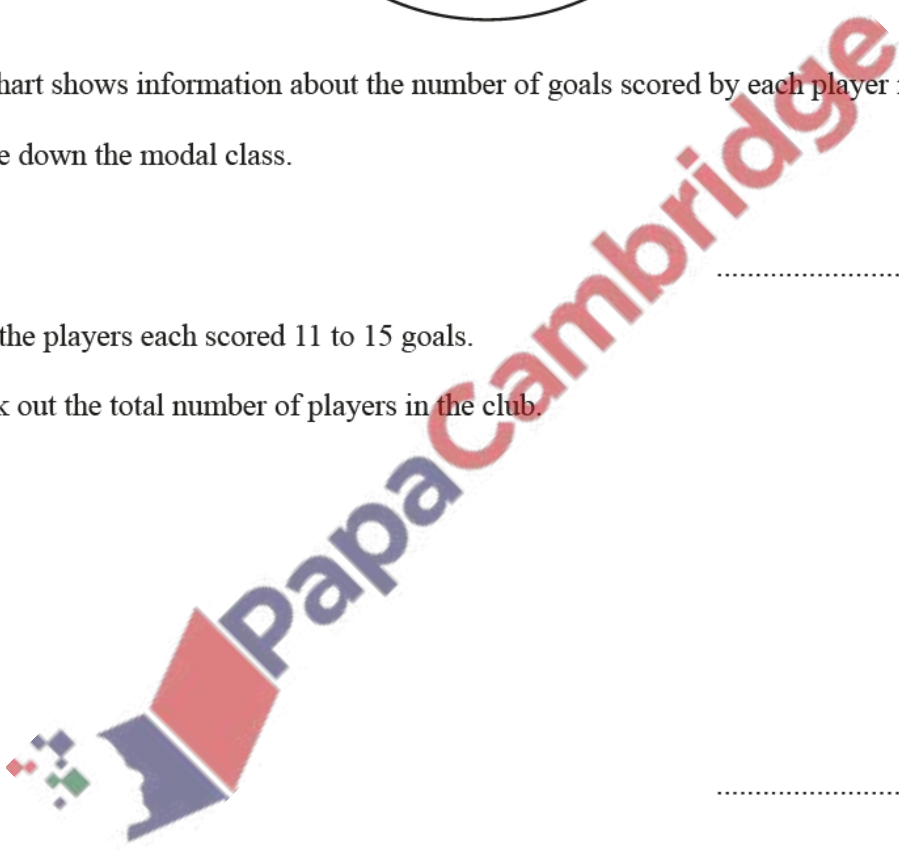 hart shows information about the number of goals scored by each player
e down the modal class.
the players each scored 11 to 15 goals.
k out the total number of players in the club.
PapaCambridge